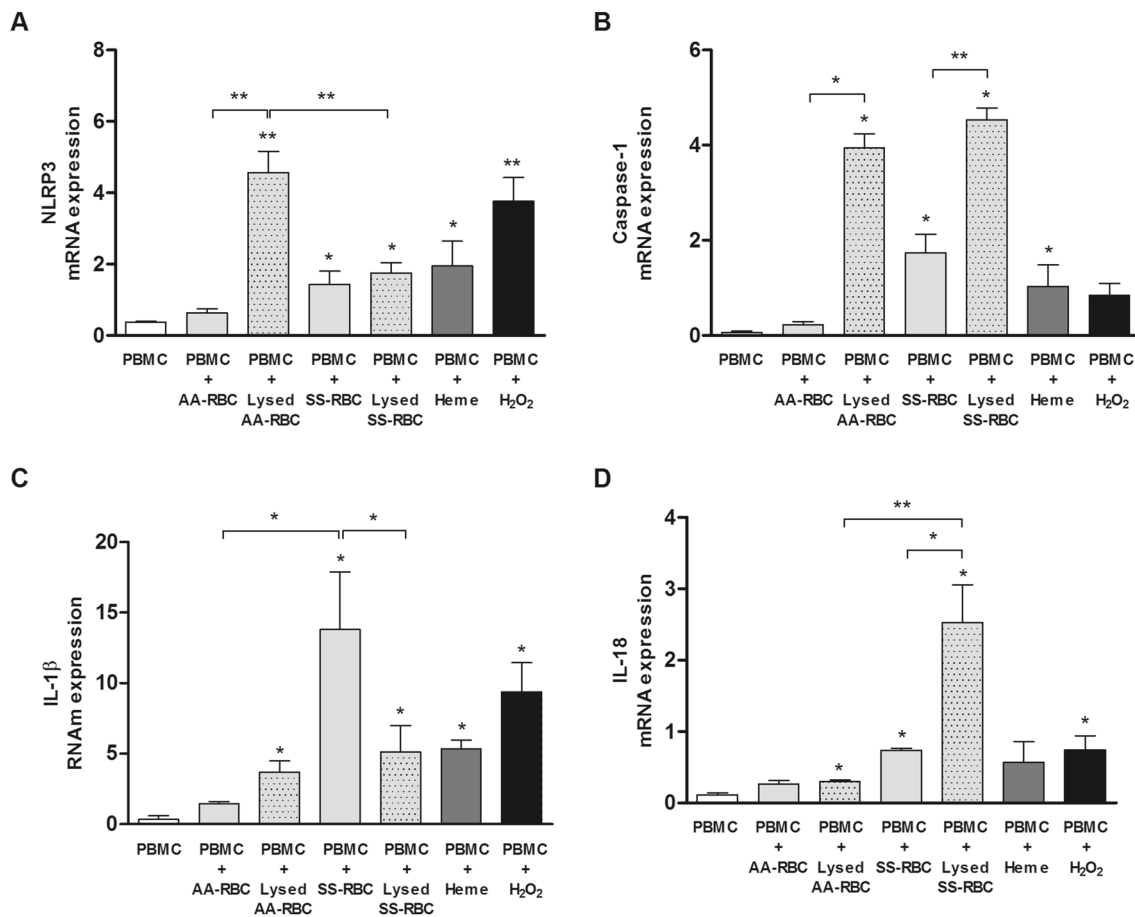 A
NLRP3
mRNA expression
8
6
4
2
0
** **
**
* * *
**
PBMC PBMC PBMC PBMC PBMC PBMC PBMC
+ + + + + +
AA-RBC Lysed SS-RBC Lysed Heme H₂O₂
AA-RBC SS-RBC
B
Caspase-1
mRNA expression
6
4
2
0
* **
* * * *
PBMC PBMC PBMC PBMC PBMC PBMC PBMC
+ + + + + +
AA-RBC Lysed SS-RBC Lysed Heme H₂O₂
AA-RBC SS-RBC
C
IL-1β
RNAm expression
20
15
10
5
0
* *
* * * * *
PBMC PBMC PBMC PBMC PBMC PBMC PBMC
+ + + + + +
AA-RBC Lysed SS-RBC Lysed Heme H₂O₂
AA-RBC SS-RBC
D
IL-18
mRNA expression
4
3
2
1
0
**
*
* * * *
PBMC PBMC PBMC PBMC PBMC PBMC PBMC
+ + + + + +
AA-RBC Lysed SS-RBC Lysed Heme H₂O₂
AA-RBC SS-RBC